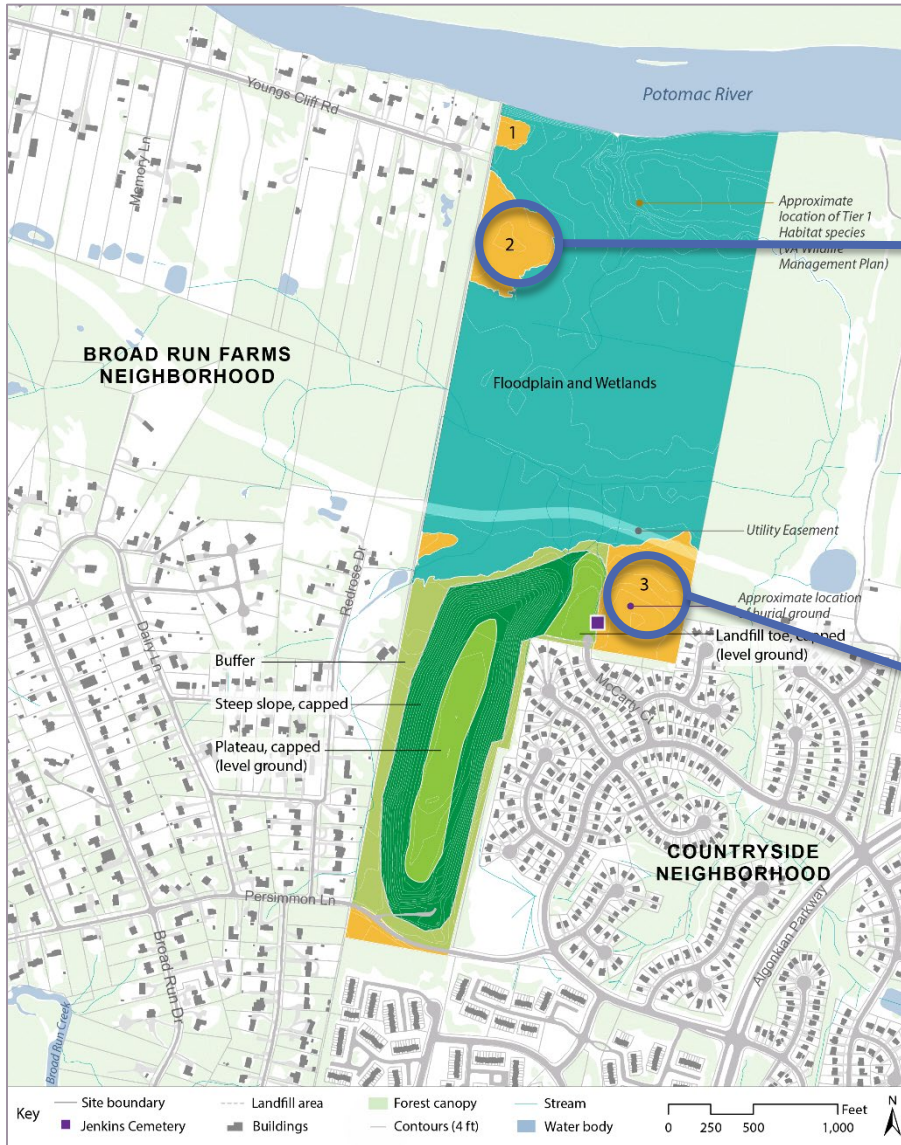 Potomac River
Youngs Cliff Rd
1
Memory Ln
Approximate
location of Tier 1
Habitat species
(VA Wildlife
Management Plan)
2
BROAD RUN FARMS
NEIGHBORHOOD
Floodplain and Wetlands
Utility Easement
Redrose Dr
3
Approximate location
of burial ground
Landfill toe, capped
(level ground)
Dairy Ln
Buffer
McCarty Ct
Steep slope, capped
Plateau, capped
(level ground)
COUNTRYSIDE
NEIGHBORHOOD
Persimmon Ln
Algonkian Parkway
Broad Run Dr
Broad Run Creek
Key
Site boundary
Landfill area
Forest canopy
Stream
Jenkins Cemetery
Buildings
Contours (4 ft)
Water body
N
Feet
0 250 500 1,000